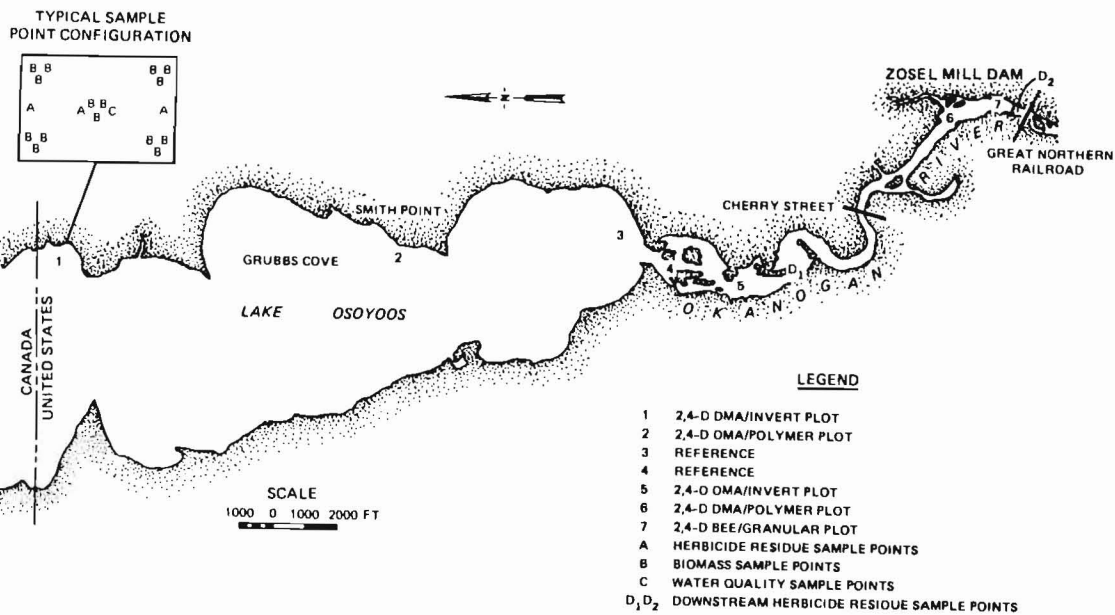 TYPICAL SAMPLE
POINT CONFIGURATION
B B
B
B B
B
A
A B B C
B
A
B B
B
B B
B
N
ZOSEL MILL DAM
D2
7
6
RIVER
GREAT NORTHERN
RAILROAD
CHERRY STREET
SMITH POINT
3
1
GRUBBS COVE
2
4
5
D1
OKANOGAN
LAKE OSOYOOS
CANADA
UNITED STATES
SCALE
1000 0 1000 2000 FT
LEGEND
1 2,4-D DMA/INVERT PLOT
2 2,4-D DMA/POLYMER PLOT
3 REFERENCE
4 REFERENCE
5 2,4-D DMA/INVERT PLOT
6 2,4-D DMA/POLYMER PLOT
7 2,4-D BEE/GRANULAR PLOT
A HERBICIDE RESIDUE SAMPLE POINTS
B BIOMASS SAMPLE POINTS
C WATER QUALITY SAMPLE POINTS
D1D2 DOWNSTREAM HERBICIDE RESIDUE SAMPLE POINTS